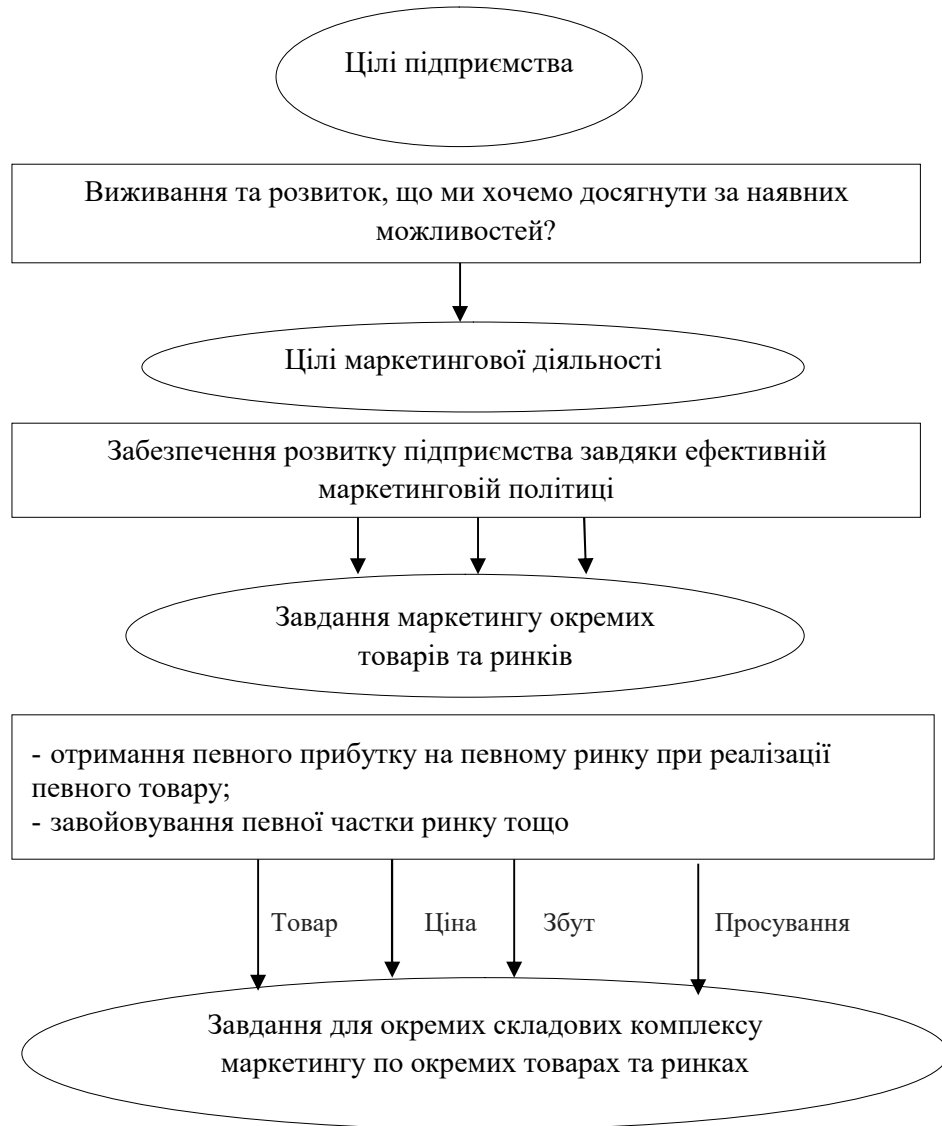 Цілі підприємства
Виживання та розвиток, що ми хочемо досягнути за наявних
можливостей?
Цілі маркетингової діяльності
Забезпечення розвитку підприємства завдяки ефективній
маркетинговій політиці
Завдання маркетингу окремих
товарів та ринків
- отримання певного прибутку на певному ринку при реалізації
певного товару;
- завойовування певної частки ринку тощо
Товар Ціна Збут Просування
Завдання для окремих складових комплексу
маркетингу по окремих товарах та ринках